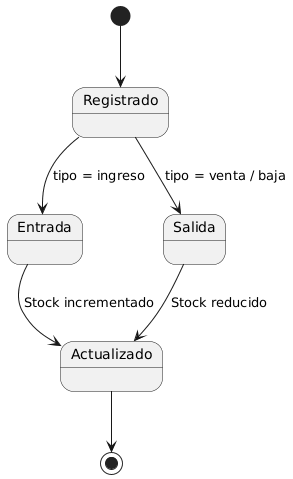 Registrado
tipo = ingreso
tipo = venta / baja
Entrada
Salida
Stock incrementado
Stock reducido
Actualizado